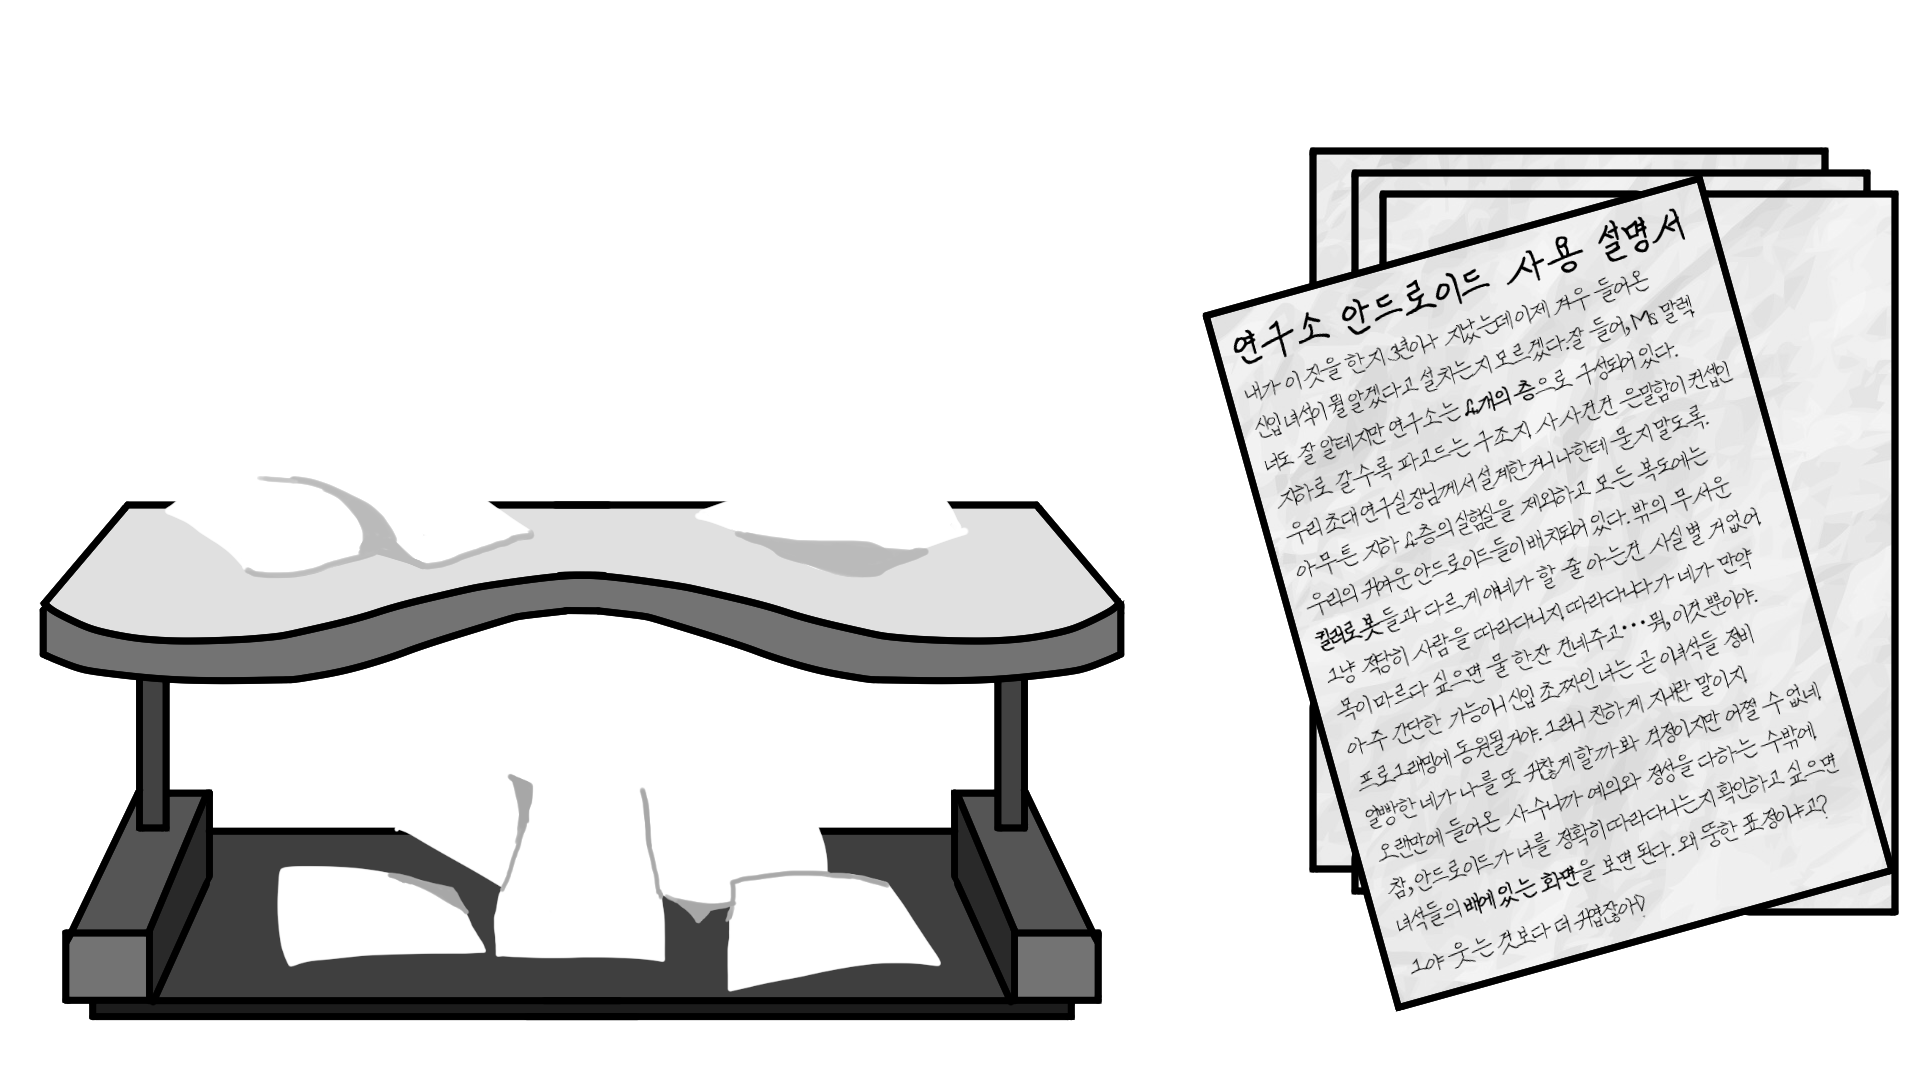 연구소 안드로이드 사용 설명서
내가 이 짓을 한지 3년이나 지났는데 이제 겨우 들어온
신입 녀석이 뭘 알겠다고 설치는지 모르겠다. 잘 들어, Ms 말렉
너도 잘 알테지만 연구소는 4개의 층으로 구성되어 있다.
지하로 갈 수록 파고드는 구조지. 사 사건건 은말함이 컨셉인
우리 초대 연구실장님께서 설계한 거니 나한테 묻지 말도록.
아무튼 지하 4층의 실험실을 제외하고 모든 복도에는
우리의 귀여운 안드로이드들이 배치되어 있다. 밖의 무서운
킬러로봇들과 다르게 얘네가 할 줄 아는건 사실 별 거 없어
그냥 적당히 사람을 따라다니지 따라다니다가 네가 만약
목이 마르다 싶으면 물 한잔 건네주고... 뭐, 이것 뿐이야.
아주 간단한 기능이니 신입 초짜인 너는 곧 이녀석들 정비
프로그래밍에 동원될거야. 그러니 친하게 지내란 말이지
얼빵한 네가 나를 또 귀찮게 할까봐 걱정이지만 어쩔 수 없네,
오랜만에 들어온 사수니까 예의와 정성을 다하는 수밖에
참, 안드로이드가 너를 정확히 따라다니는지 확인하고 싶으면
녀석들의 배에 있는 화면을 보면 된다. 왜 뚱한 표정이냐고?
그야 웃는 것보다 더 귀엽잖아?